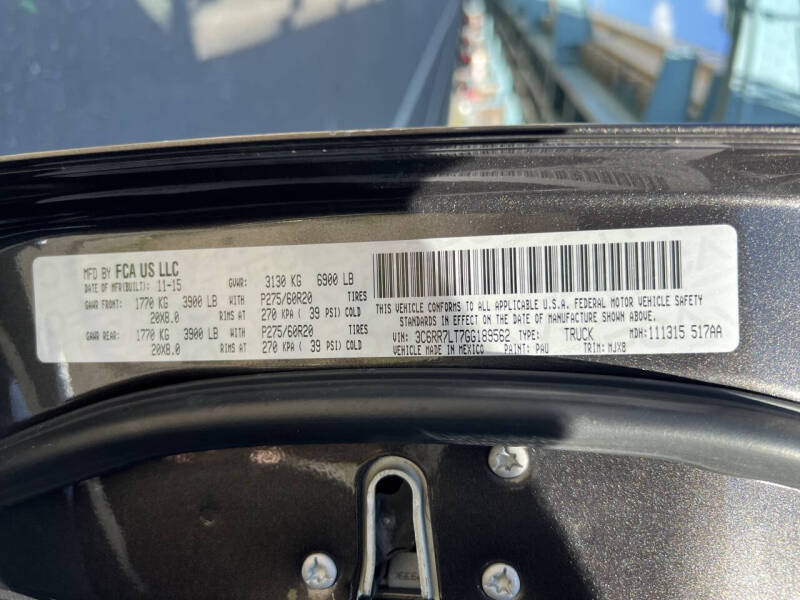 MFD BY FCA US LLC
DATE OF MFR(BUILT): 11-15 GVWR: 3130 KG 6900 LB
GAWR FRONT: 1770 KG 3900 LB WITH P275/60R20 TIRES
20X8.0 RIMS AT 270 KPA ( 39 PSI) COLD
GAWR REAR: 1770 KG 3900 LB WITH P275/60R20 TIRES
20X8.0 RIMS AT 270 KPA ( 39 PSI) COLD
THIS VEHICLE CONFORMS TO ALL APPLICABLE U.S.A. FEDERAL MOTOR VEHICLE SAFETY
STANDARDS IN EFFECT ON THE DATE OF MANUFACTURE SHOWN ABOVE.
VIN: 3C6RR7LT7GG189562 TYPE: TRUCK MDH: 111315 517AA
VEHICLE MADE IN MEXICO PAINT: PAU TRIM: MJX8